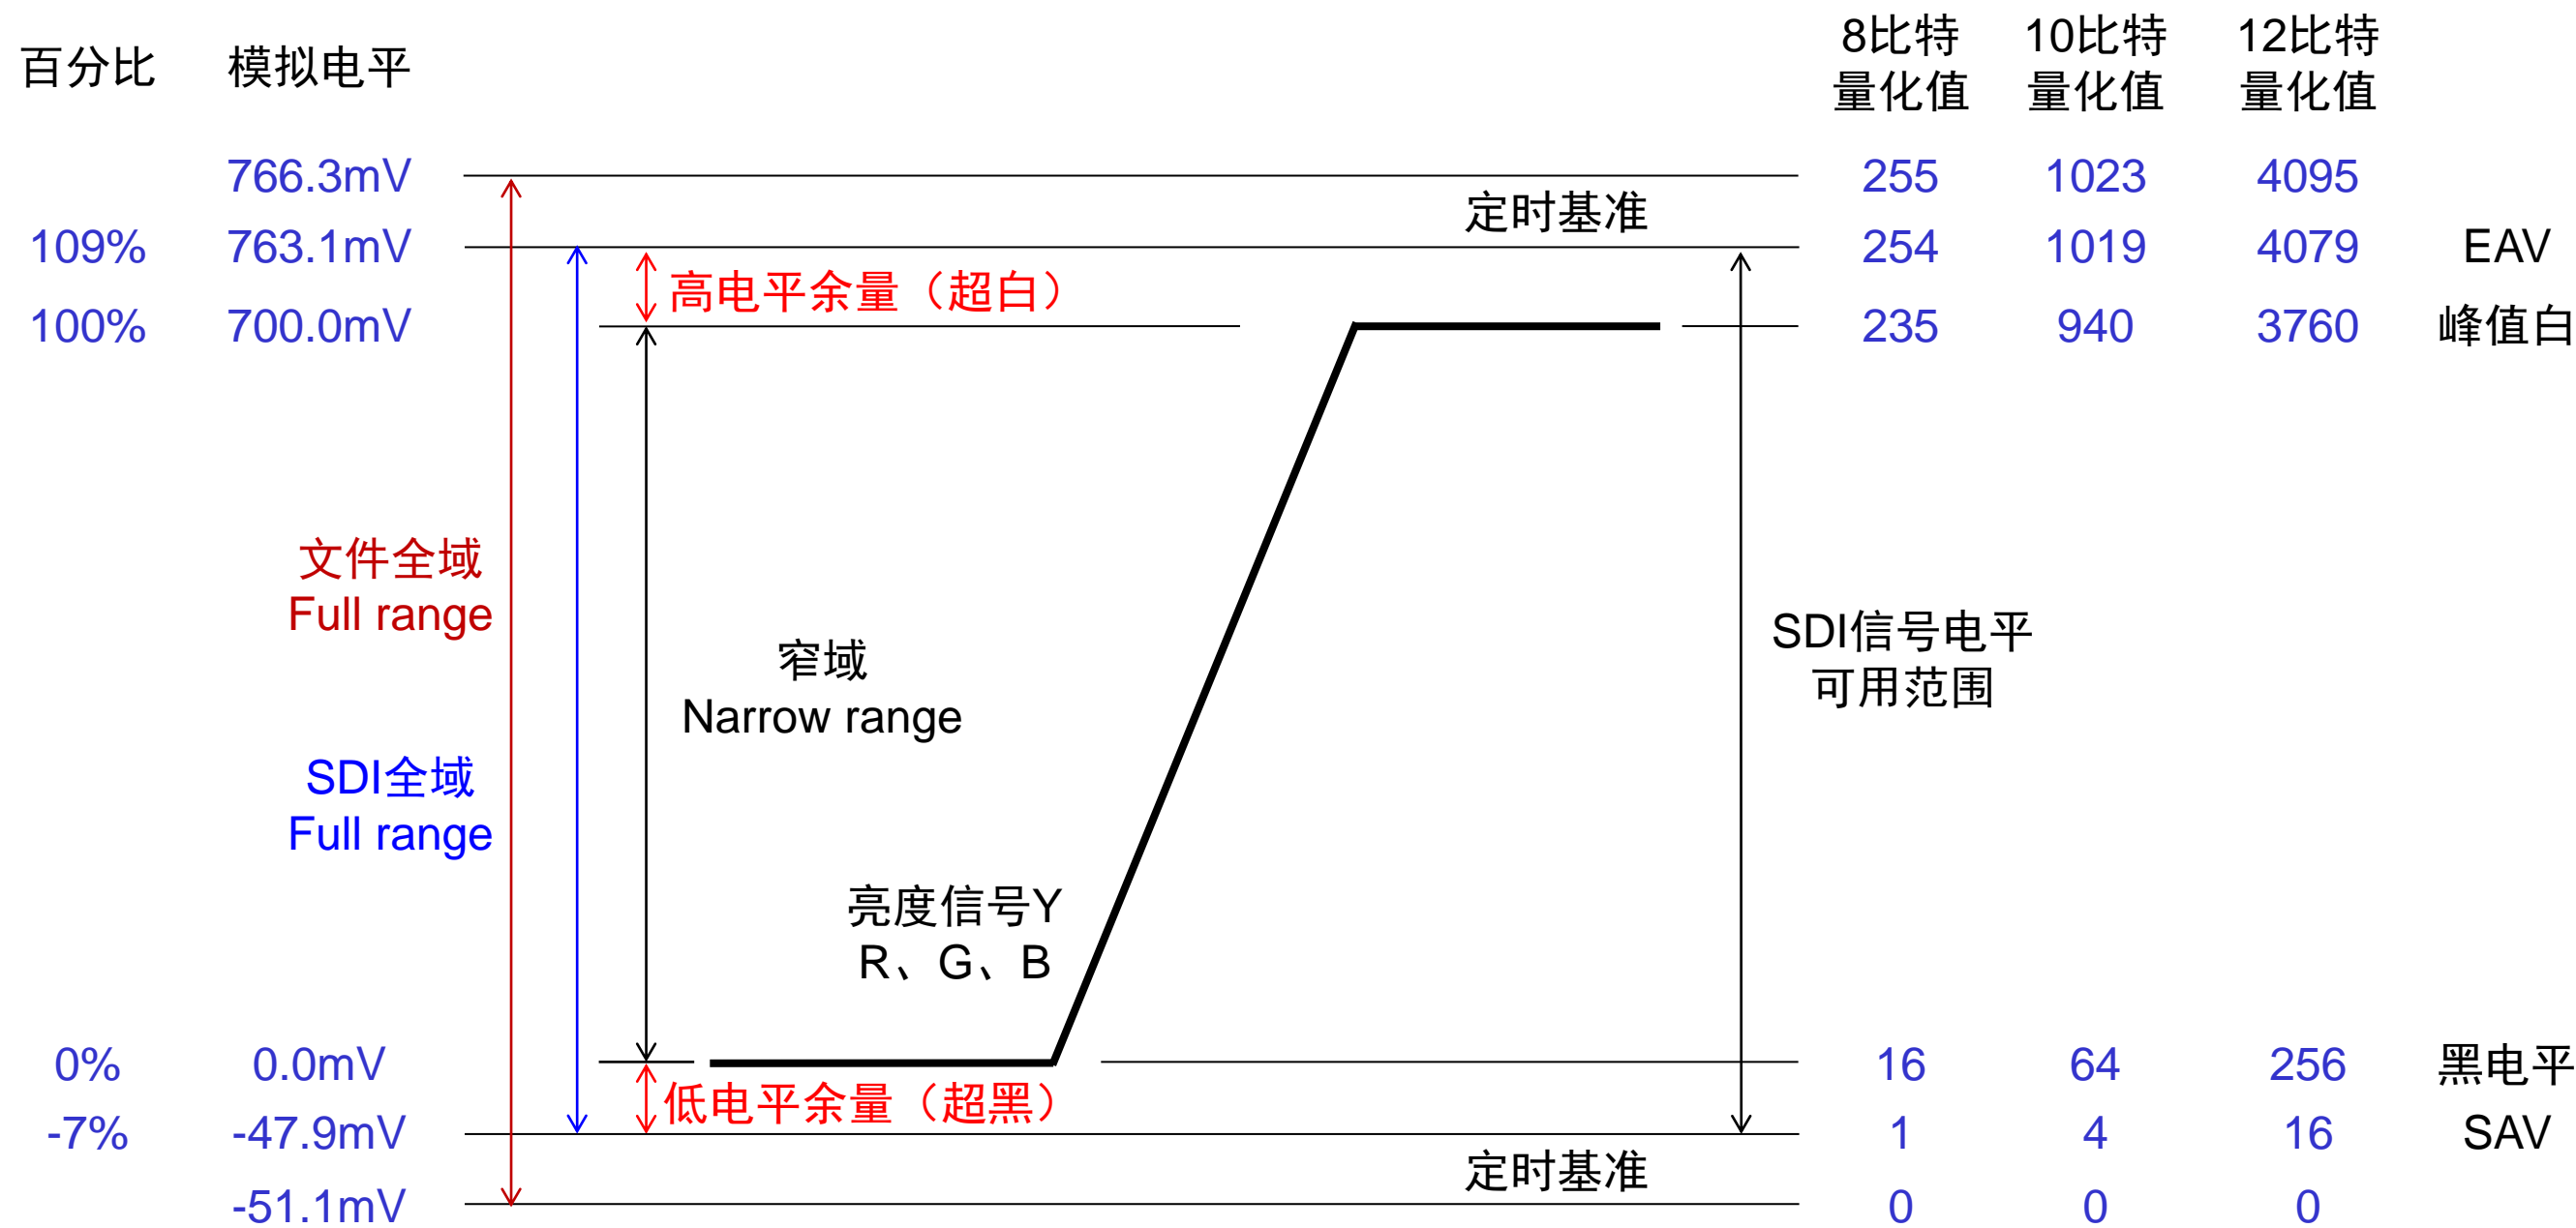 百分比 模拟电平 8比特 10比特 12比特
量化值 量化值 量化值
766.3mV 255 1023 4095
定时基准
109% 763.1mV 254 1019 4079 EAV
高电平余量（超白）
100% 700.0mV 235 940 3760 峰值白
文件全域
Full range
窄域
Narrow range
SDI信号电平
可用范围
SDI全域
Full range
亮度信号Y
R、G、B
0% 0.0mV 16 64 256 黑电平
低电平余量（超黑）
-7% -47.9mV 1 4 16 SAV
定时基准
-51.1mV 0 0 0